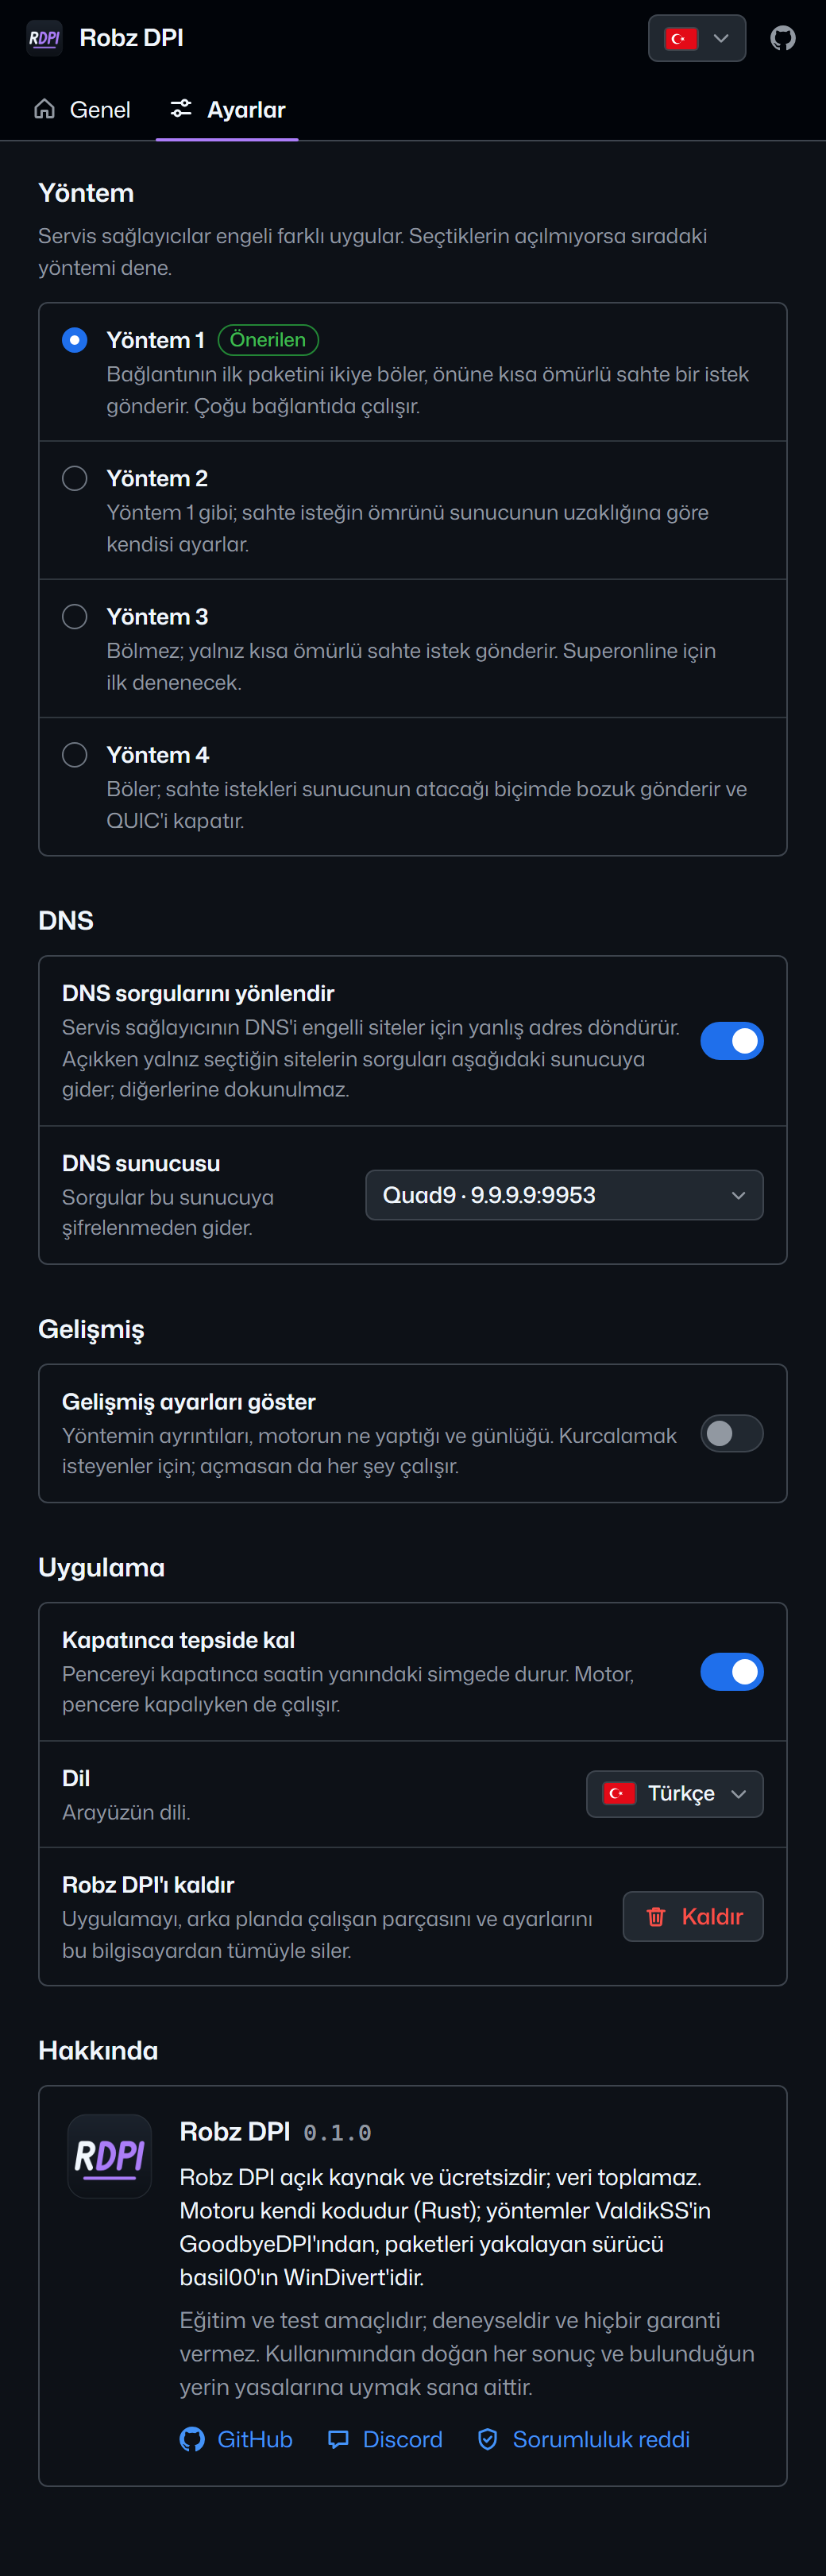 RDPI Robz DPI
Genel Ayarlar
Yöntem
Servis sağlayıcılar engeli farklı uygular. Seçtiklerin açılmıyorsa sıradaki
yöntemi dene.
Yöntem 1 Önerilen
Bağlantının ilk paketini ikiye böler, önüne kısa ömürlü sahte bir istek
gönderir. Çoğu bağlantıda çalışır.
Yöntem 2
Yöntem 1 gibi; sahte isteğin ömrünü sunucunun uzaklığına göre
kendisi ayarlar.
Yöntem 3
Bölmez; yalnız kısa ömürlü sahte istek gönderir. Superonline için
ilk denenecek.
Yöntem 4
Böler; sahte istekleri sunucunun atacağı biçimde bozuk gönderir ve
QUIC'i kapatır.
DNS
DNS sorgularını yönlendir
Servis sağlayıcının DNS'i engelli siteler için yanlış adres döndürür.
Açıkken yalnız seçtiğin sitelerin sorguları aşağıdaki sunucuya
gider; diğerlerine dokunulmaz.
DNS sunucusu
Sorgular bu sunucuya
şifrelenmeden gider.
Quad9 · 9.9.9.9:9953
Gelişmiş
Gelişmiş ayarları göster
Yöntemin ayrıntıları, motorun ne yaptığı ve günlüğü. Kurcalamak
isteyenler için; açmasan da her şey çalışır.
Uygulama
Kapatınca tepside kal
Pencereyi kapatınca saatin yanındaki simgede durur. Motor,
pencere kapalıyken de çalışır.
Dil
Arayüzün dili.
Türkçe
Robz DPI'ı kaldır
Uygulamayı, arka planda çalışan parçasını ve ayarlarını
bu bilgisayardan tümüyle siler.
Kaldır
Hakkında
RDPI
Robz DPI 0.1.0
Robz DPI açık kaynak ve ücretsizdir; veri toplamaz.
Motoru kendi kodudur (Rust); yöntemler ValdikSS'in
GoodbyeDPI'ından, paketleri yakalayan sürücü
basil00'ın WinDivert'idir.
Eğitim ve test amaçlıdır; deneyseldir ve hiçbir garanti
vermez. Kullanımından doğan her sonuç ve bulunduğun
yerin yasalarına uymak sana aittir.
GitHub Discord Sorumluluk reddi